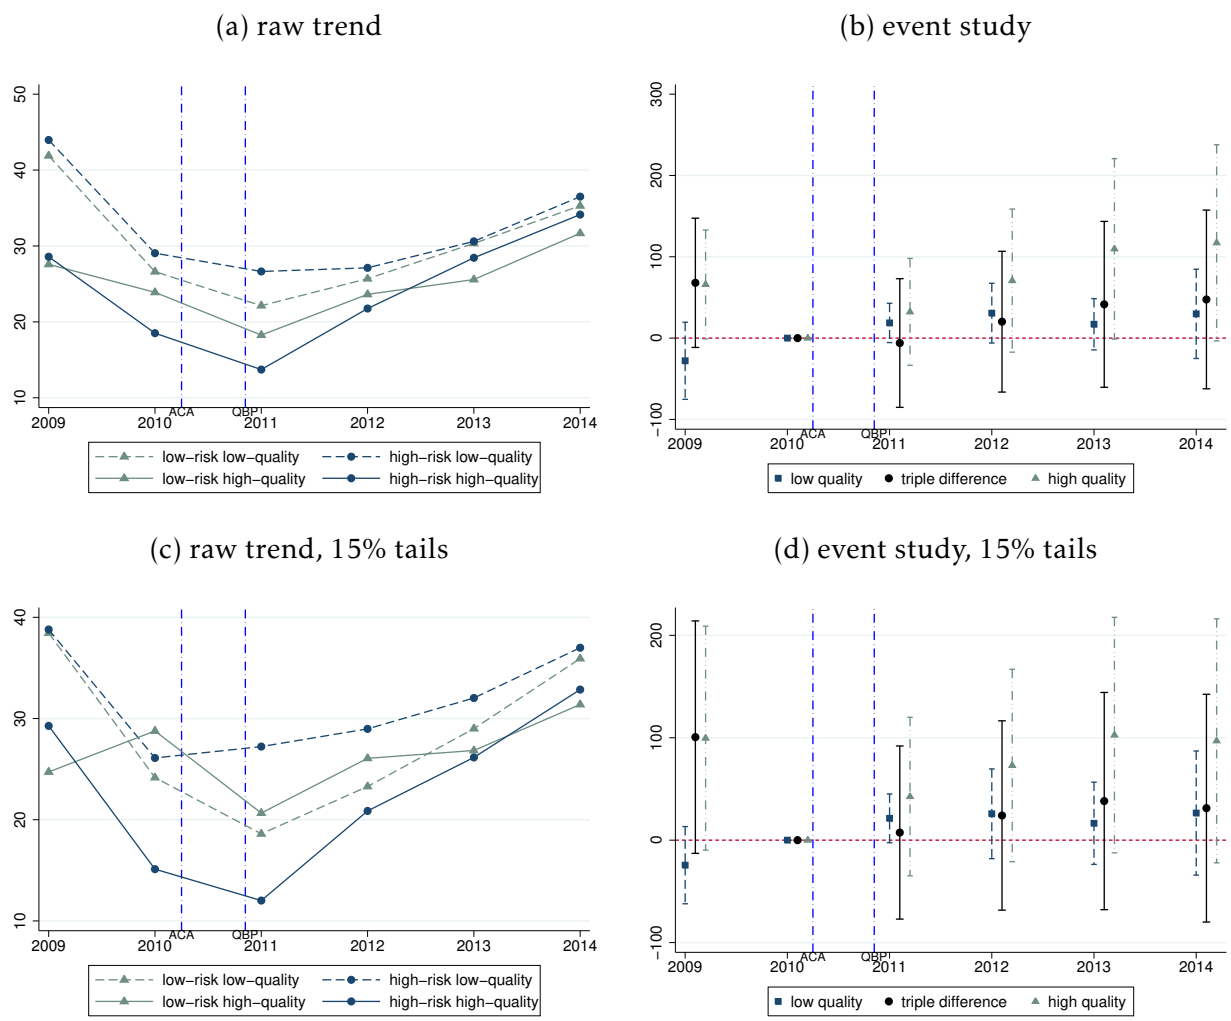 (a) raw trend
50
40
30
20
10
2009 2010 ACA QBP 2011 2012 2013 2014
low−risk low−quality high−risk low−quality
low−risk high−quality high−risk high−quality
(b) event study
300
200
100
0
−100
2009 2010 ACA QBP 2011 2012 2013 2014
low quality triple difference high quality
(c) raw trend, 15% tails
40
30
20
10
2009 2010 ACA QBP 2011 2012 2013 2014
low−risk low−quality high−risk low−quality
low−risk high−quality high−risk high−quality
(d) event study, 15% tails
200
100
0
−100
2009 2010 ACA QBP 2011 2012 2013 2014
low quality triple difference high quality